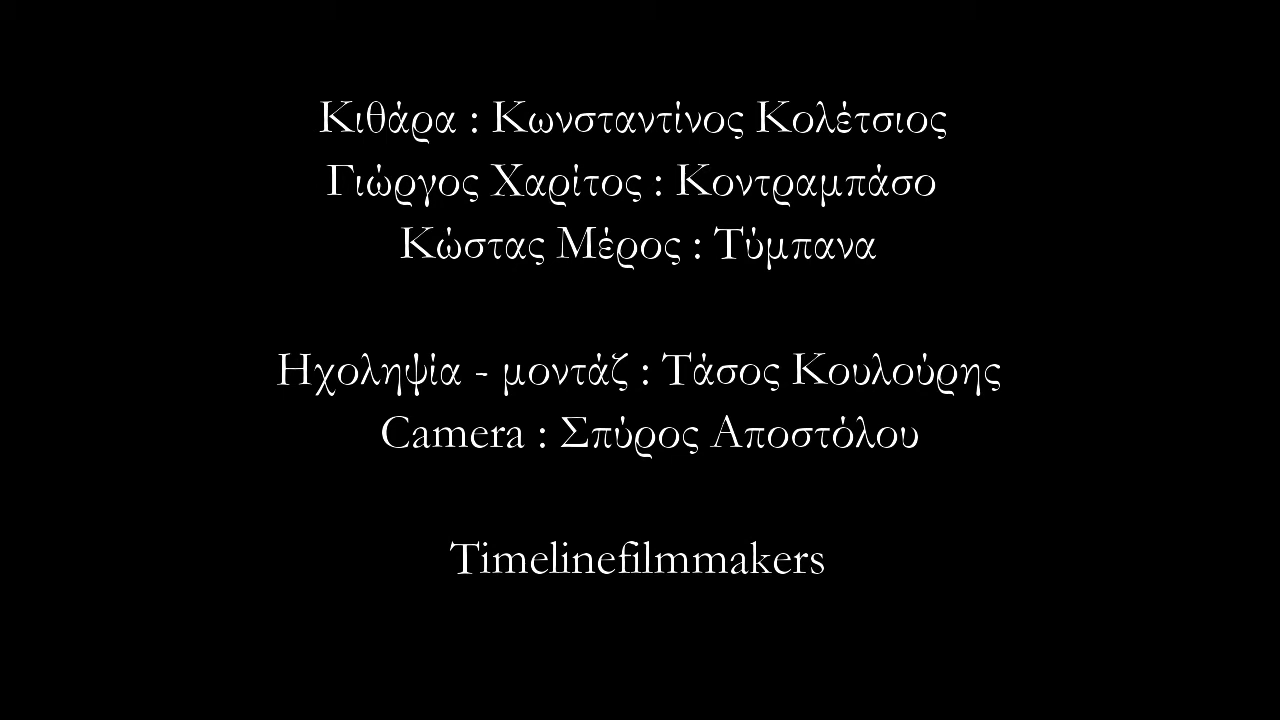 Κιθάρα : Κωνσταντίνος Κολέτσιος
Γιώργος Χαρίτος : Κοντραμπάσο
Κώστας Μέρος : Τύμπανα
Ηχοληψία - μοντάζ : Τάσος Κουλούρης
Camera : Σπύρος Αποστόλου
Timelinefilmmakers